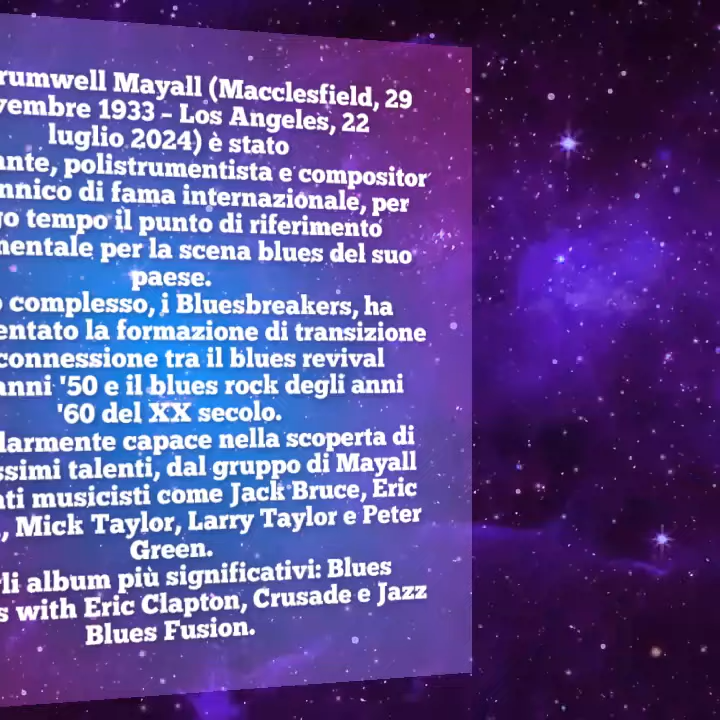 rumwell Mayall (Macclesfield, 29
vembre 1933 – Los Angeles, 22
luglio 2024) è stato
ante, polistrumentista e compositor
nnico di fama internazionale, per
go tempo il punto di riferimento
mentale per la scena blues del suo
paese.
o complesso, i Bluesbreakers, ha
entato la formazione di transizione
connessione tra il blues revival
anni '50 e il blues rock degli anni
'60 del XX secolo.
larmente capace nella scoperta di
ssimi talenti, dal gruppo di Mayall
ati musicisti come Jack Bruce, Eric
, Mick Taylor, Larry Taylor e Peter
Green.
li album più significativi: Blues
s with Eric Clapton, Crusade e Jazz
Blues Fusion.